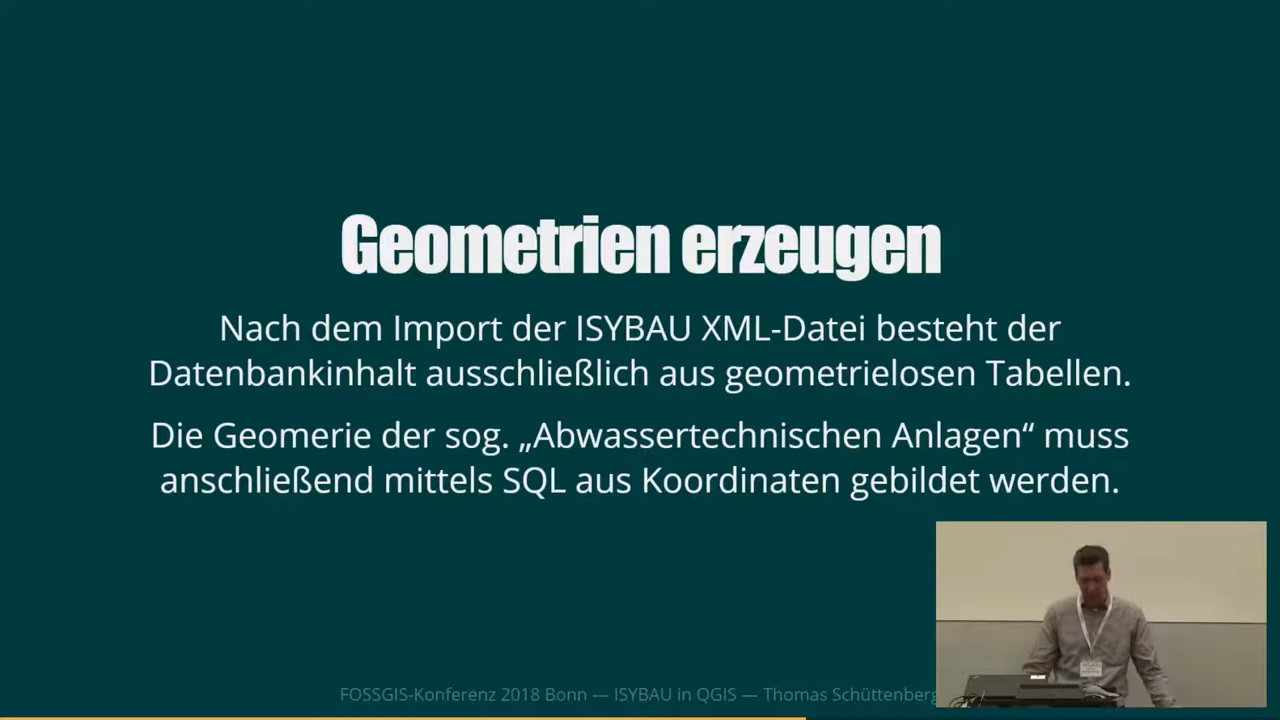 Geometrien erzeugen
Nach dem Import der ISYBAU XML-Datei besteht der
Datenbankinhalt ausschließlich aus geometrielosen Tabellen.
Die Geomerie der sog. „Abwassertechnischen Anlagen“ muss
anschließend mittels SQL aus Koordinaten gebildet werden.
FOSSGIS-Konferenz 2018 Bonn — ISYBAU in QGIS — Thomas Schüttenberg